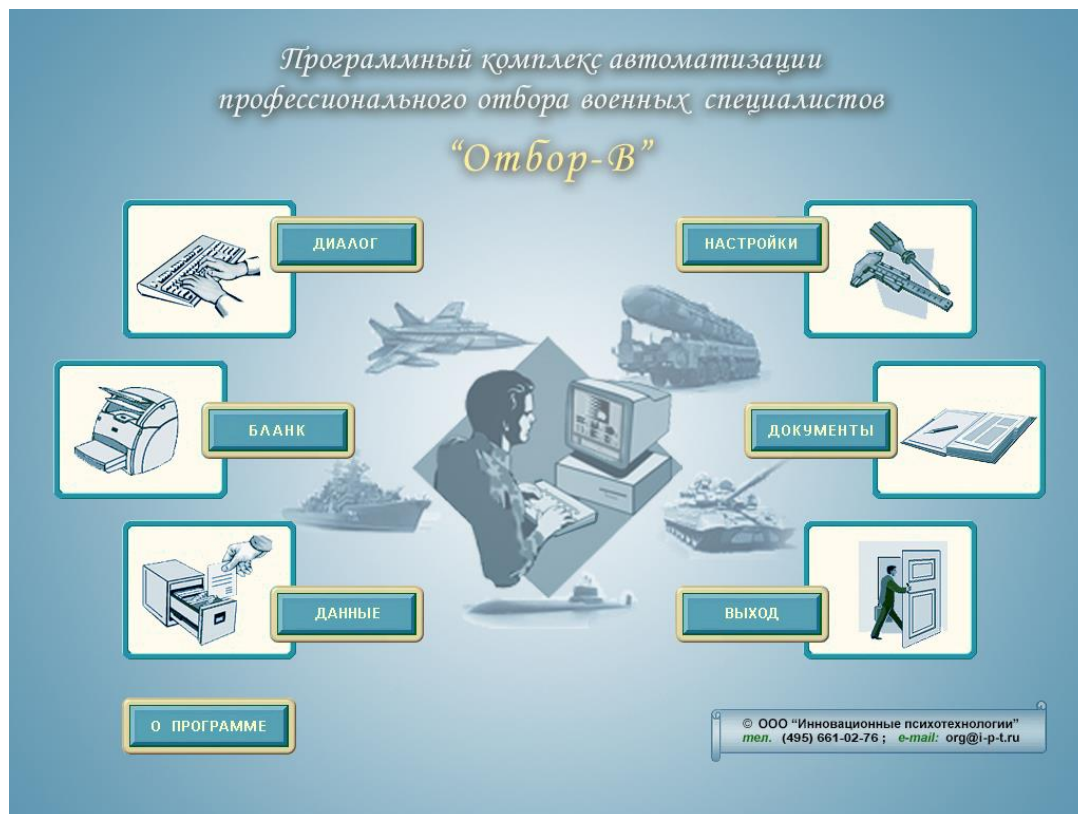 Программный комплекс автоматизации
профессионального отбора военных специалистов
“Отбор-В”
ДИАЛОГ
НАСТРОЙКИ
БЛАНК
ДОКУМЕНТЫ
ДАННЫЕ
ВЫХОД
О ПРОГРАММЕ
© ООО “Инновационные психотехнологии”
тел. (495) 661-02-76 ; e-mail: org@i-p-t.ru